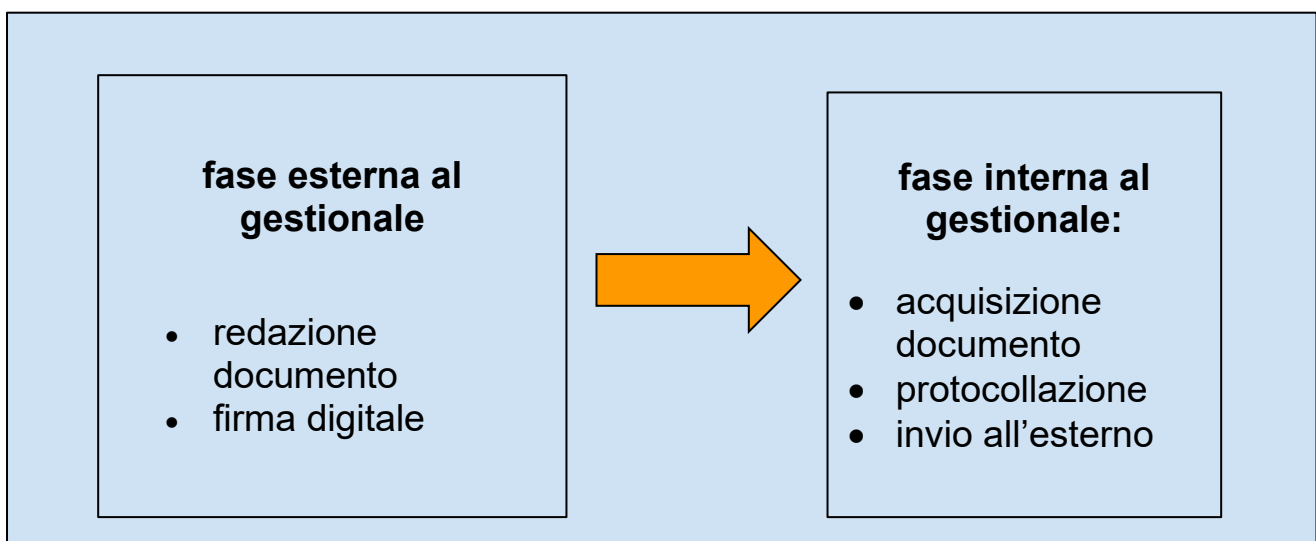 fase esterna al
gestionale
• redazione
documento
• firma digitale
fase interna al
gestionale:
• acquisizione
documento
• protocollazione
• invio all’esterno